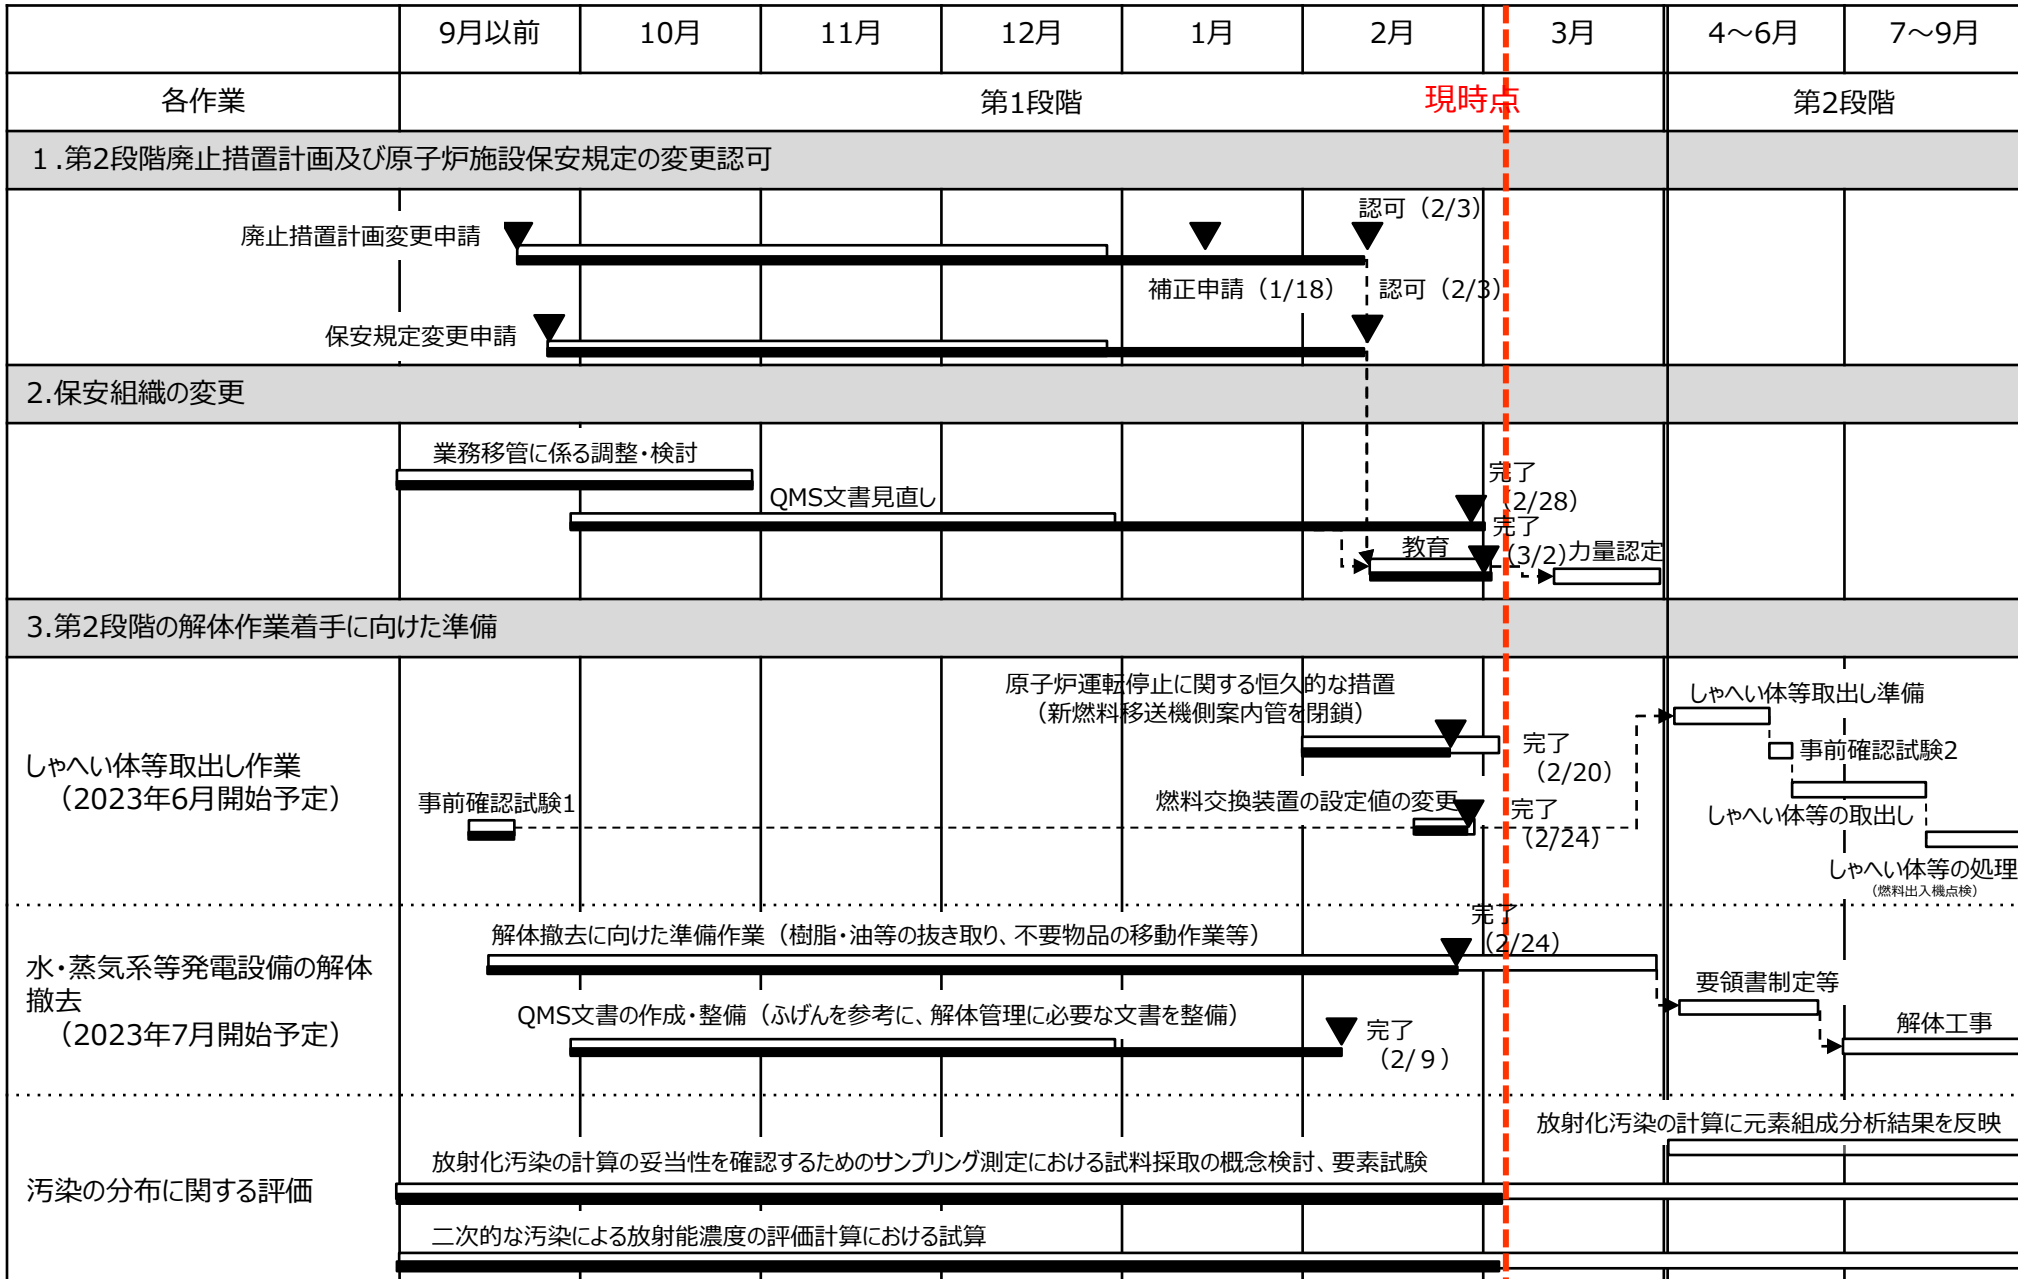 9月以前 10月 11月 12月 1月 2月 3月 4～6月 7～9月
各作業 第1段階 現時点 第2段階
１.第2段階廃止措置計画及び原子炉施設保安規定の変更認可
認可（2/3）
廃止措置計画変更申請
補正申請（1/18） 認可（2/3）
保安規定変更申請
2.保安組織の変更
業務移管に係る調整・検討
完了
（2/28）
QMS文書見直し
完了
（3/2）
教育
力量認定
3.第2段階の解体作業着手に向けた準備
しゃへい体等取出し作業
（2023年6月開始予定）
原子炉運転停止に関する恒久的な措置
（新燃料移送機側案内管を閉鎖）
完了
（2/20）
しゃへい体等取出し準備
事前確認試験2
事前確認試験1
燃料交換装置の設定値の変更
完了
（2/24）
しゃへい体等の取出し
しゃへい体等の処理
（燃料出入機点検）
水・蒸気系等発電設備の解体
撤去
（2023年7月開始予定）
解体撤去に向けた準備作業（樹脂・油等の抜き取り、不要物品の移動作業等）
完了
（2/24）
要領書制定等
QMS文書の作成・整備（ふげんを参考に、解体管理に必要な文書を整備）
完了
（2/９）
解体工事
汚染の分布に関する評価
放射化汚染の計算に元素組成分析結果を反映
放射化汚染の計算の妥当性を確認するためのサンプリング測定における試料採取の概念検討、要素試験
二次的な汚染による放射能濃度の評価計算における試算